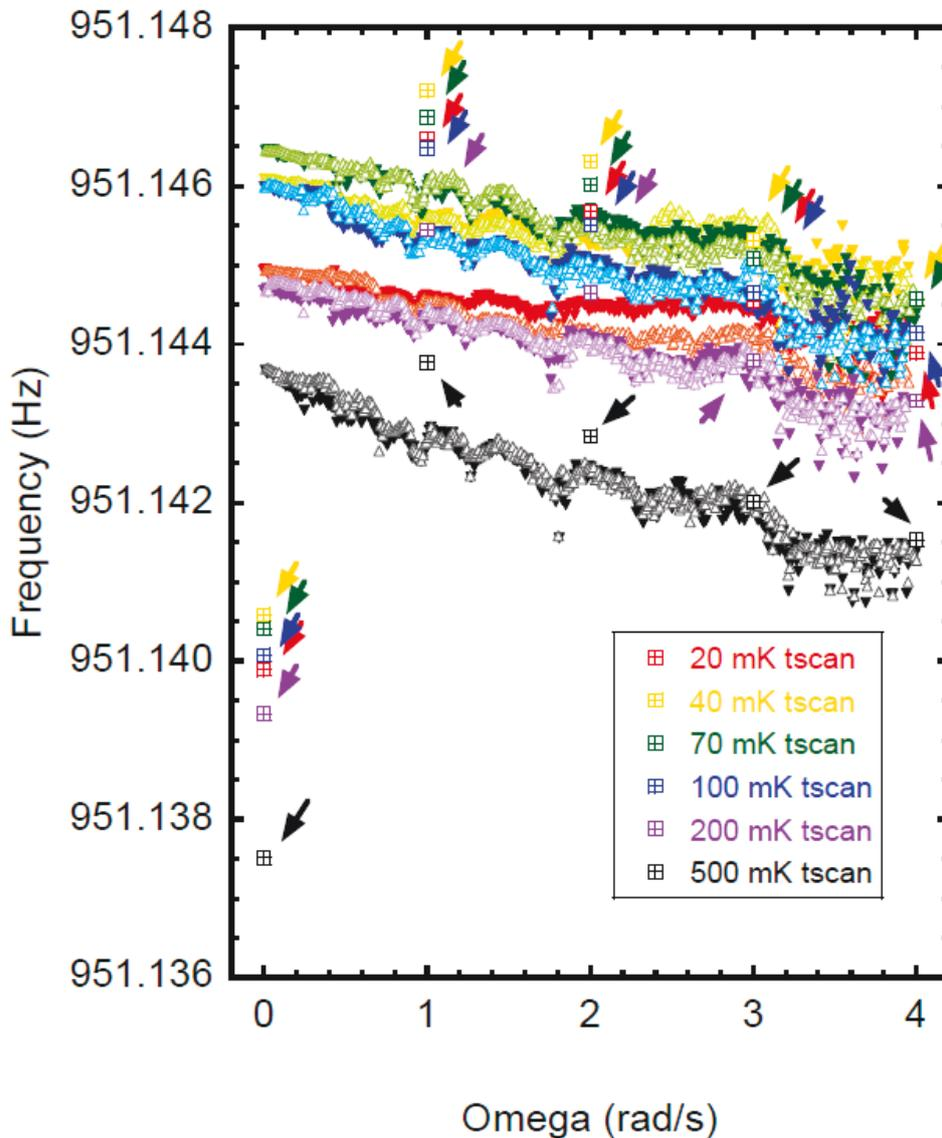 951.148
951.146
951.144
951.142
951.140
951.138
951.136
Frequency (Hz)
20 mK tscan
40 mK tscan
70 mK tscan
100 mK tscan
200 mK tscan
500 mK tscan
0 1 2 3 4
Omega (rad/s)